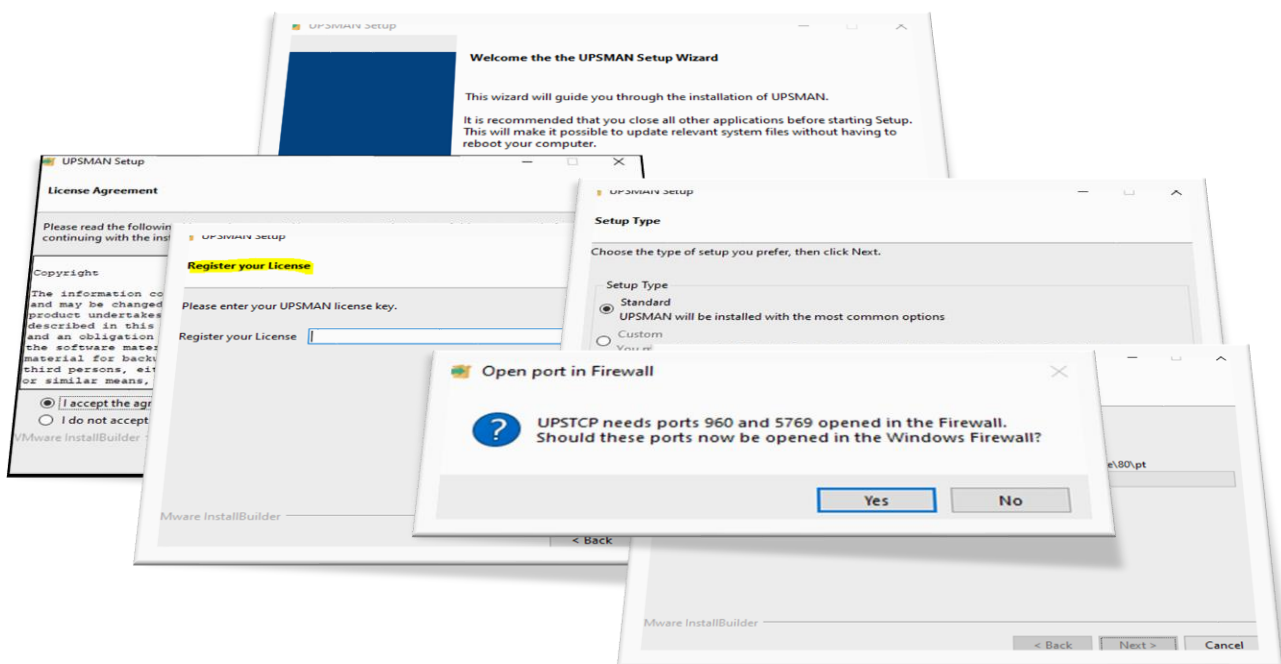 UPSMAN Setup
Welcome the the UPSMAN Setup Wizard
This wizard will guide you through the installation of UPSMAN.
It is recommended that you close all other applications before starting Setup.
This will make it possible to update relevant system files without having to
reboot your computer.
UPSMAN Setup
License Agreement
Please read the followin
continuing with the inst
Copyright
The information co
and may be changed
product undertakes
described in this
and an obligation
the software mater
material for backu
third persons, eit
or similar means,
I accept the agr
I do not accept
VMware InstallBuilder
UPSMAN Setup
Register your License
Please enter your UPSMAN license key.
Register your License
Mware InstallBuilder
< Back
UPSMAN Setup
Setup Type
Choose the type of setup you prefer, then click Next.
Setup Type
Standard
UPSMAN will be installed with the most common options
Custom
Open port in Firewall
UPSTCP needs ports 960 and 5769 opened in the Firewall.
Should these ports now be opened in the Windows Firewall?
Yes No
e\80\pt
Mware InstallBuilder
< Back Next > Cancel